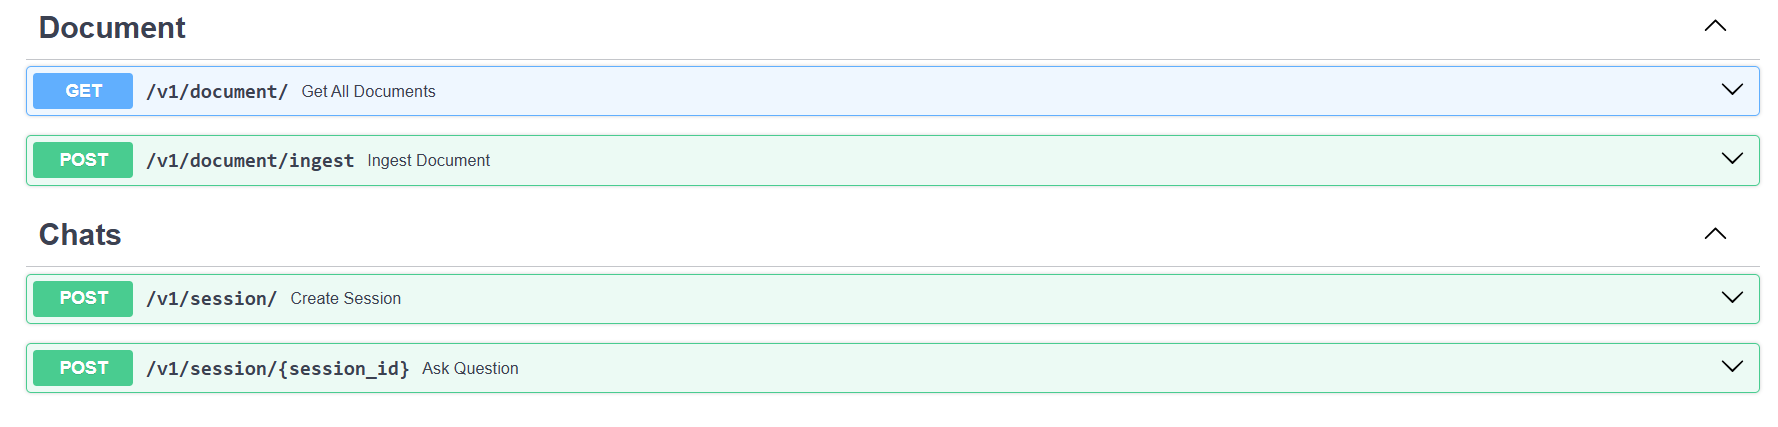 Document
GET /v1/document/ Get All Documents
POST /v1/document/ingest Ingest Document
Chats
POST /v1/session/ Create Session
POST /v1/session/{session_id} Ask Question